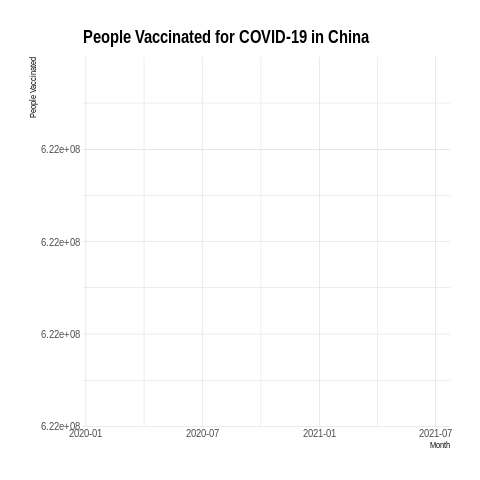 People Vaccinated for COVID-19 in China
People Vaccinated
6.22e+08
6.22e+08
6.22e+08
6.22e+08
2020-01 2020-07 2021-01 2021-07
Month